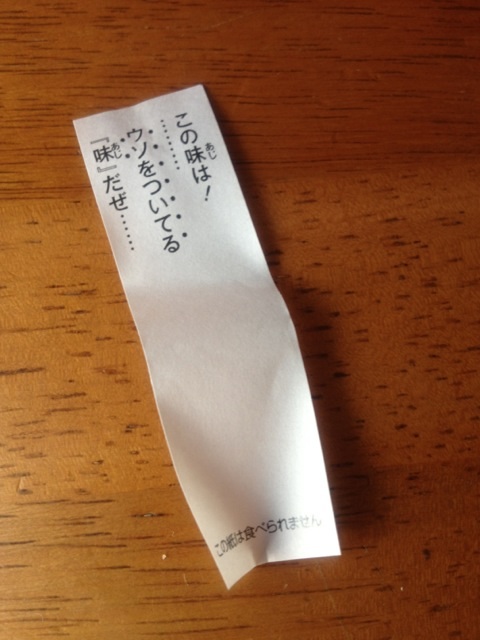 この味は!
………
ウソをついてる
『味』だぜ……
この紙は食べられません